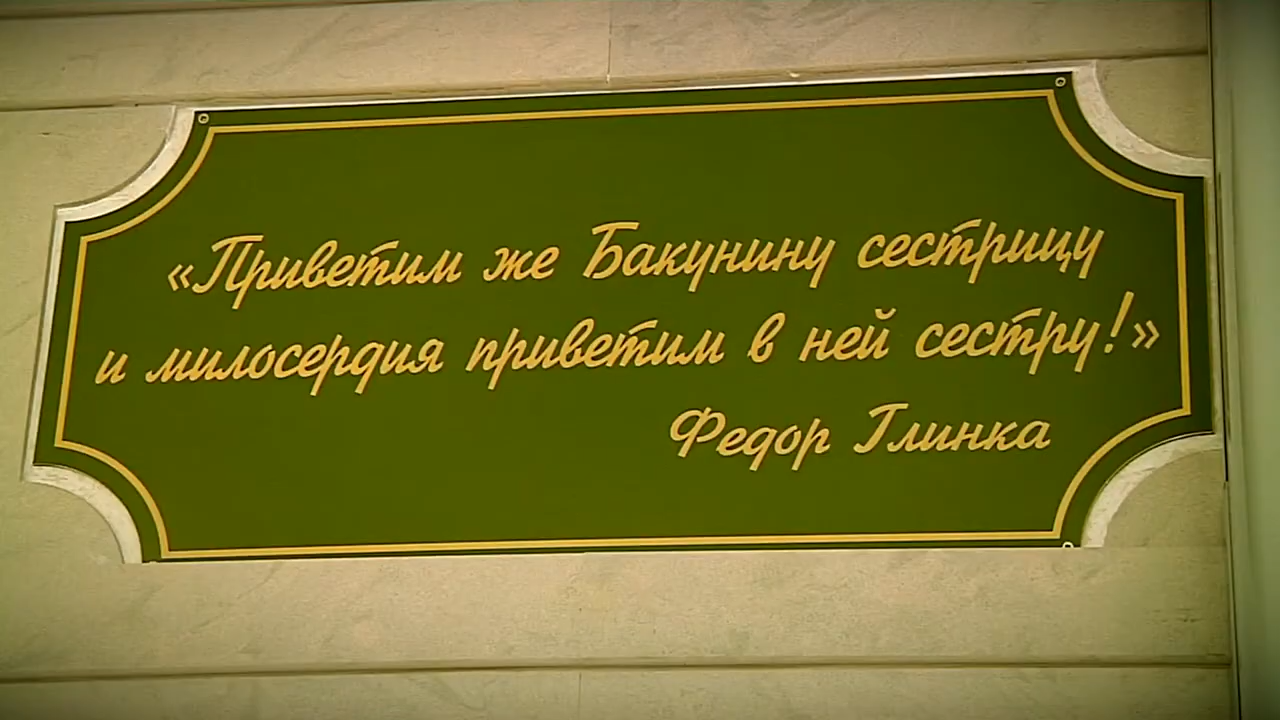 «Приветим же Бакунину сестрицу
и милосердия приветим в ней сестру!»
Федор Глинка